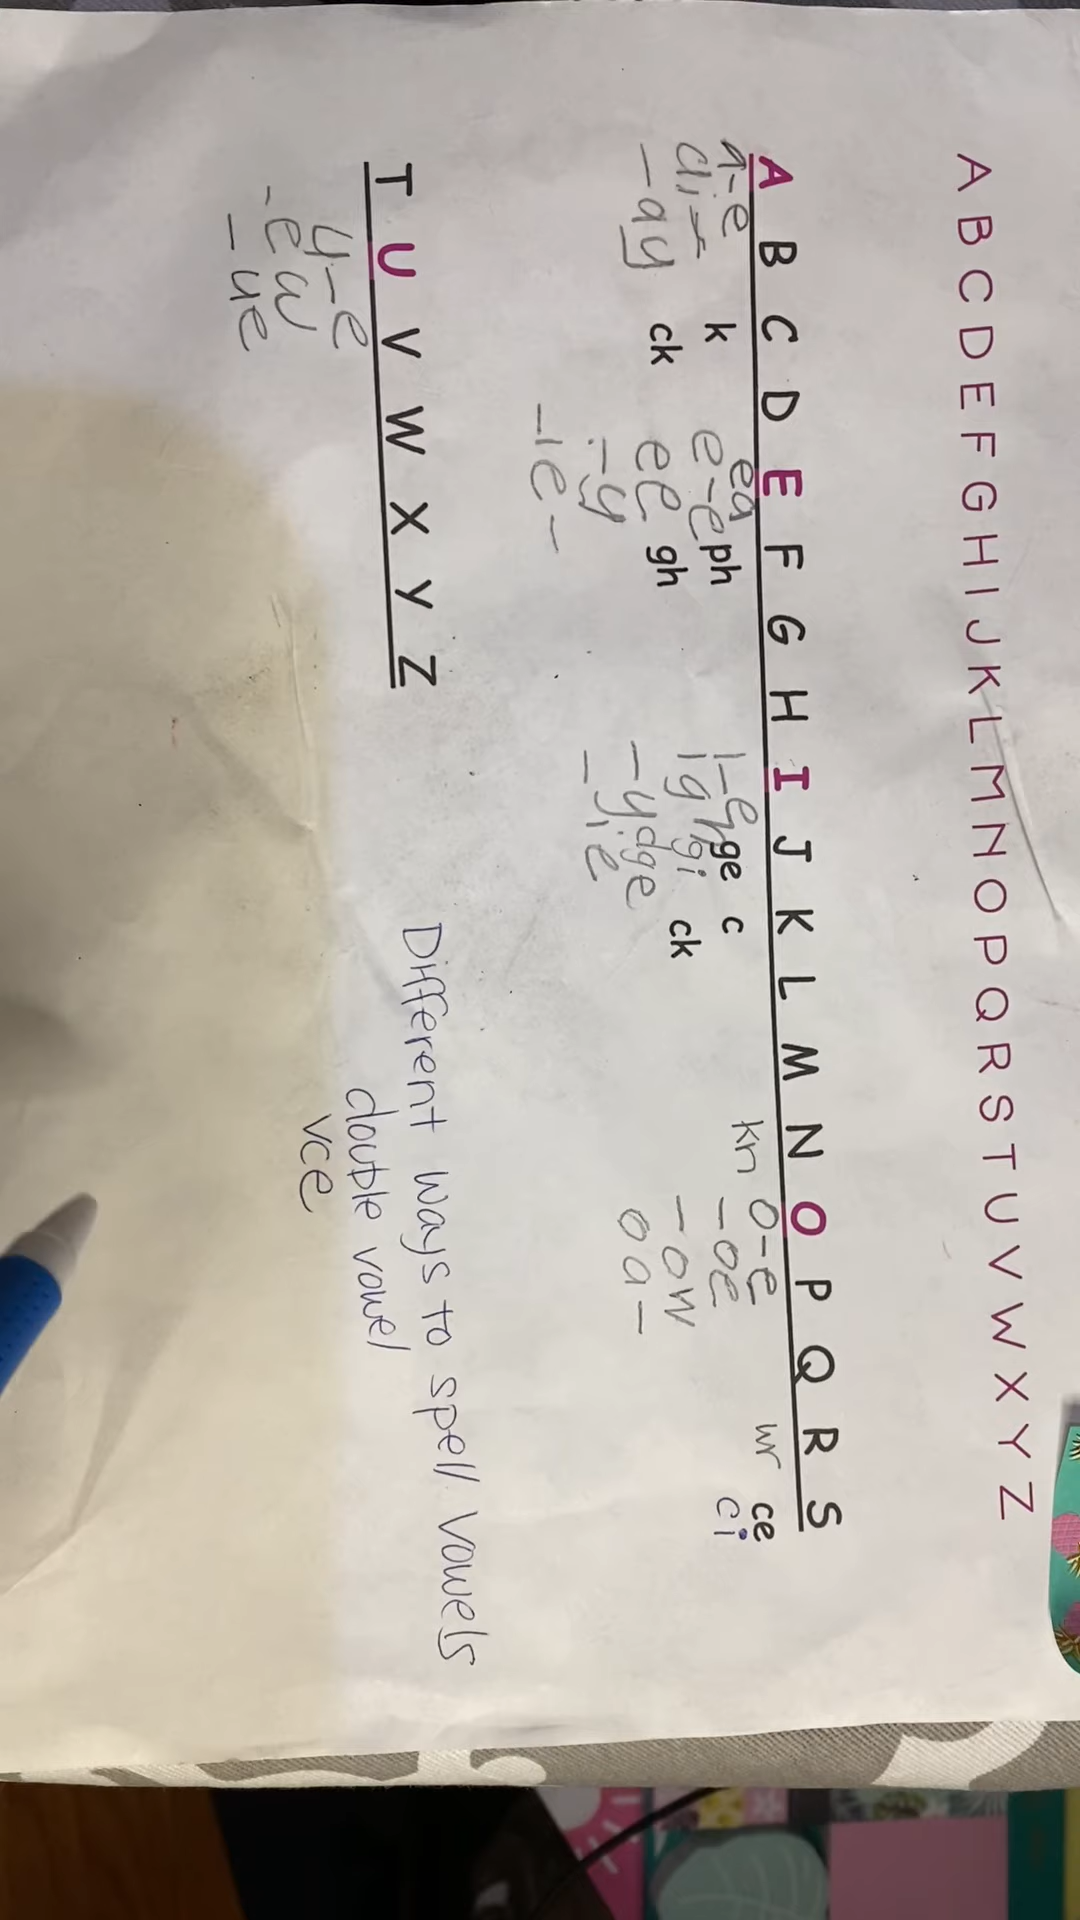 A B C D E F G H I J K L M N O P Q R S T U V W X Y Z
A B C D E F G H I J K L M N O P Q R S
a-e k ea ph i-e ge c kn o-e wr ce
ai- ck e-e gh igh gi ck -oe ci
-ay ee -y dge -ow
-y -ie oa-
-ie-
T U V W X Y Z
u-e
-ew
-ue
Different ways to spell vowels
double vowel
vce